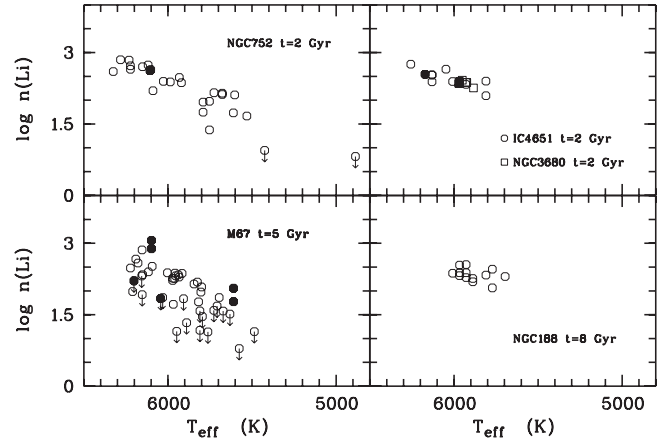 NGC752 t=2 Gyr
log n(Li)
3
1.5
0
IC4651 t=2 Gyr
NGC3680 t=2 Gyr
M67 t=5 Gyr
log n(Li)
3
1.5
0
NGC188 t=8 Gyr
6000 5000 6000 5000
Teff (K) Teff (K)